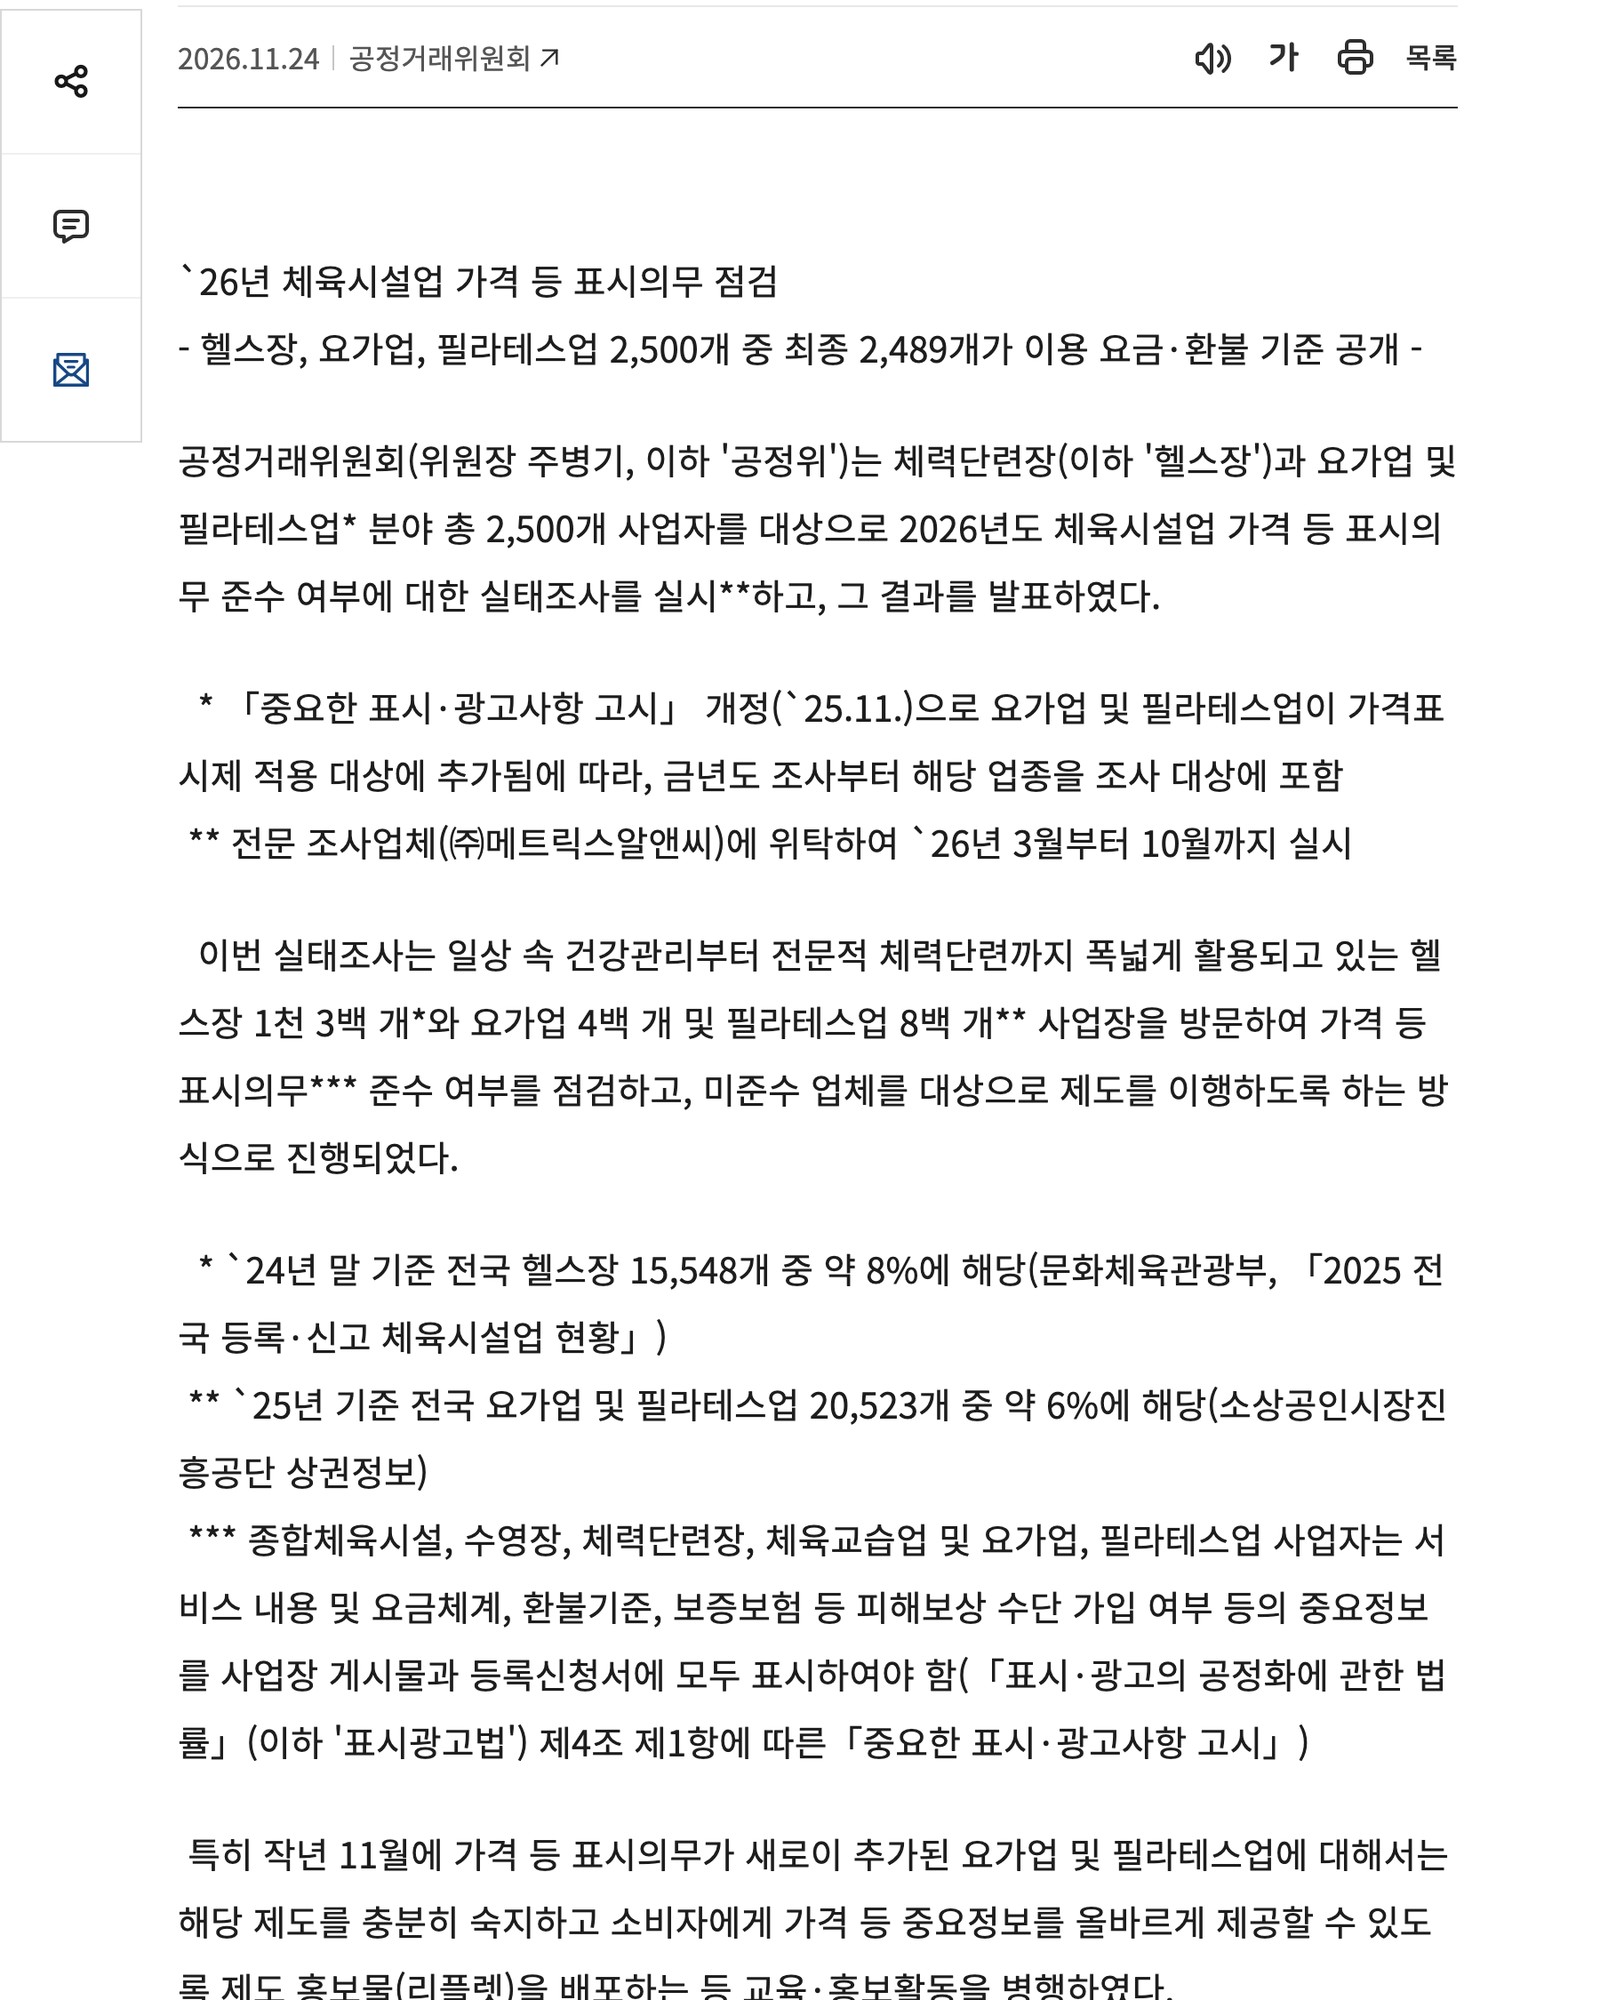 2026.11.24 공정거래위원회
가 목록
`26년 체육시설업 가격 등 표시의무 점검
- 헬스장, 요가업, 필라테스업 2,500개 중 최종 2,489개가 이용 요금·환불 기준 공개 -
공정거래위원회(위원장 주병기, 이하 '공정위')는 체력단련장(이하 '헬스장')과 요가업 및
필라테스업* 분야 총 2,500개 사업자를 대상으로 2026년도 체육시설업 가격 등 표시의
무 준수 여부에 대한 실태조사를 실시**하고, 그 결과를 발표하였다.
* 「중요한 표시·광고사항 고시」 개정(`25.11.)으로 요가업 및 필라테스업이 가격표
시제 적용 대상에 추가됨에 따라, 금년도 조사부터 해당 업종을 조사 대상에 포함
** 전문 조사업체(㈜메트릭스알앤씨)에 위탁하여 `26년 3월부터 10월까지 실시
이번 실태조사는 일상 속 건강관리부터 전문적 체력단련까지 폭넓게 활용되고 있는 헬
스장 1천 3백 개*와 요가업 4백 개 및 필라테스업 8백 개** 사업장을 방문하여 가격 등
표시의무*** 준수 여부를 점검하고, 미준수 업체를 대상으로 제도를 이행하도록 하는 방
식으로 진행되었다.
* `24년 말 기준 전국 헬스장 15,548개 중 약 8%에 해당(문화체육관광부, 「2025 전
국 등록·신고 체육시설업 현황」)
** `25년 기준 전국 요가업 및 필라테스업 20,523개 중 약 6%에 해당(소상공인시장진
흥공단 상권정보)
*** 종합체육시설, 수영장, 체력단련장, 체육교습업 및 요가업, 필라테스업 사업자는 서
비스 내용 및 요금체계, 환불기준, 보증보험 등 피해보상 수단 가입 여부 등의 중요정보
를 사업장 게시물과 등록신청서에 모두 표시하여야 함(「표시·광고의 공정화에 관한 법
률」(이하 '표시광고법') 제4조 제1항에 따른「중요한 표시·광고사항 고시」)
특히 작년 11월에 가격 등 표시의무가 새로이 추가된 요가업 및 필라테스업에 대해서는
해당 제도를 충분히 숙지하고 소비자에게 가격 등 중요정보를 올바르게 제공할 수 있도
록 제도 홍보물(리플렛)을 배포하는 등 교육·홍보활동을 병행하였다.